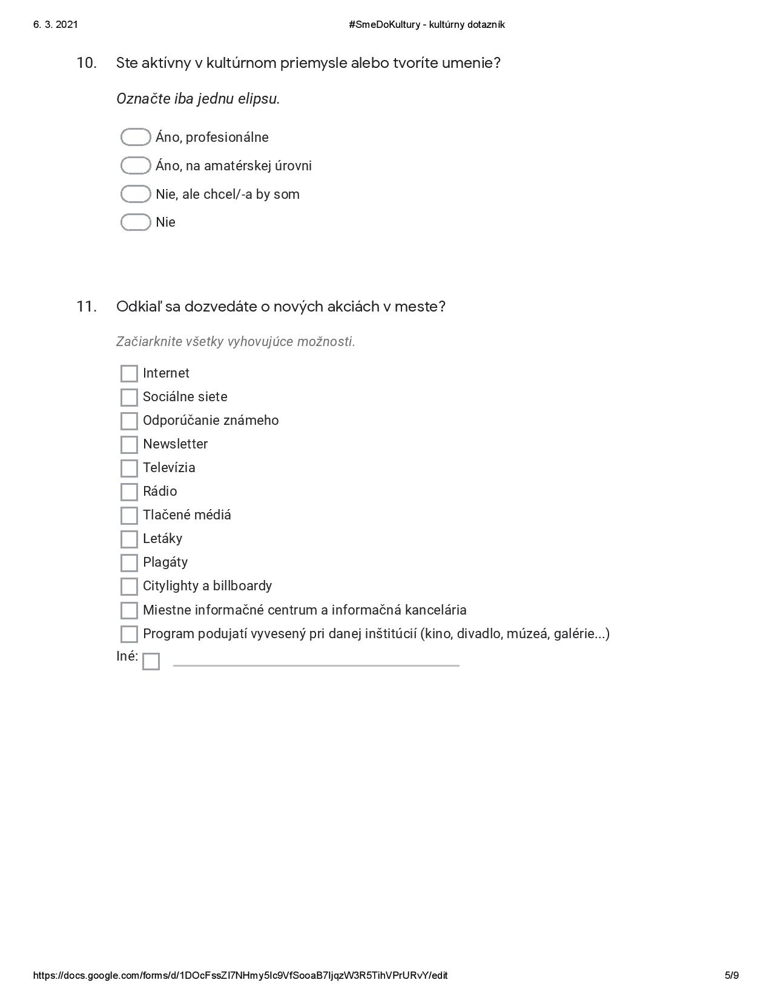 6. 3. 2021
#SmeDoKultury - kultúrny dotazník
10. Ste aktívny v kultúrnom priemysle alebo tvoríte umenie?
Označte iba jednu elipsu.
Áno, profesionálne
Áno, na amatérskej úrovni
Nie, ale chcel/-a by som
Nie
11. Odkiaľ sa dozvedáte o nových akciách v meste?
Začiarknite všetky vyhovujúce možnosti.
Internet
Sociálne siete
Odporúčanie známeho
Newsletter
Televízia
Rádio
Tlačené médiá
Letáky
Plagáty
Citylighty a billboardy
Miestne informačné centrum a informačná kancelária
Program podujatí vyvesený pri danej inštitúcií (kino, divadlo, múzeá, galérie...)
Iné:
https://docs.google.com/forms/d/1DOcFssZI7NHmy5Ic9VfSooaB7IjqzW3R5TihVPrURvY/edit
5/9